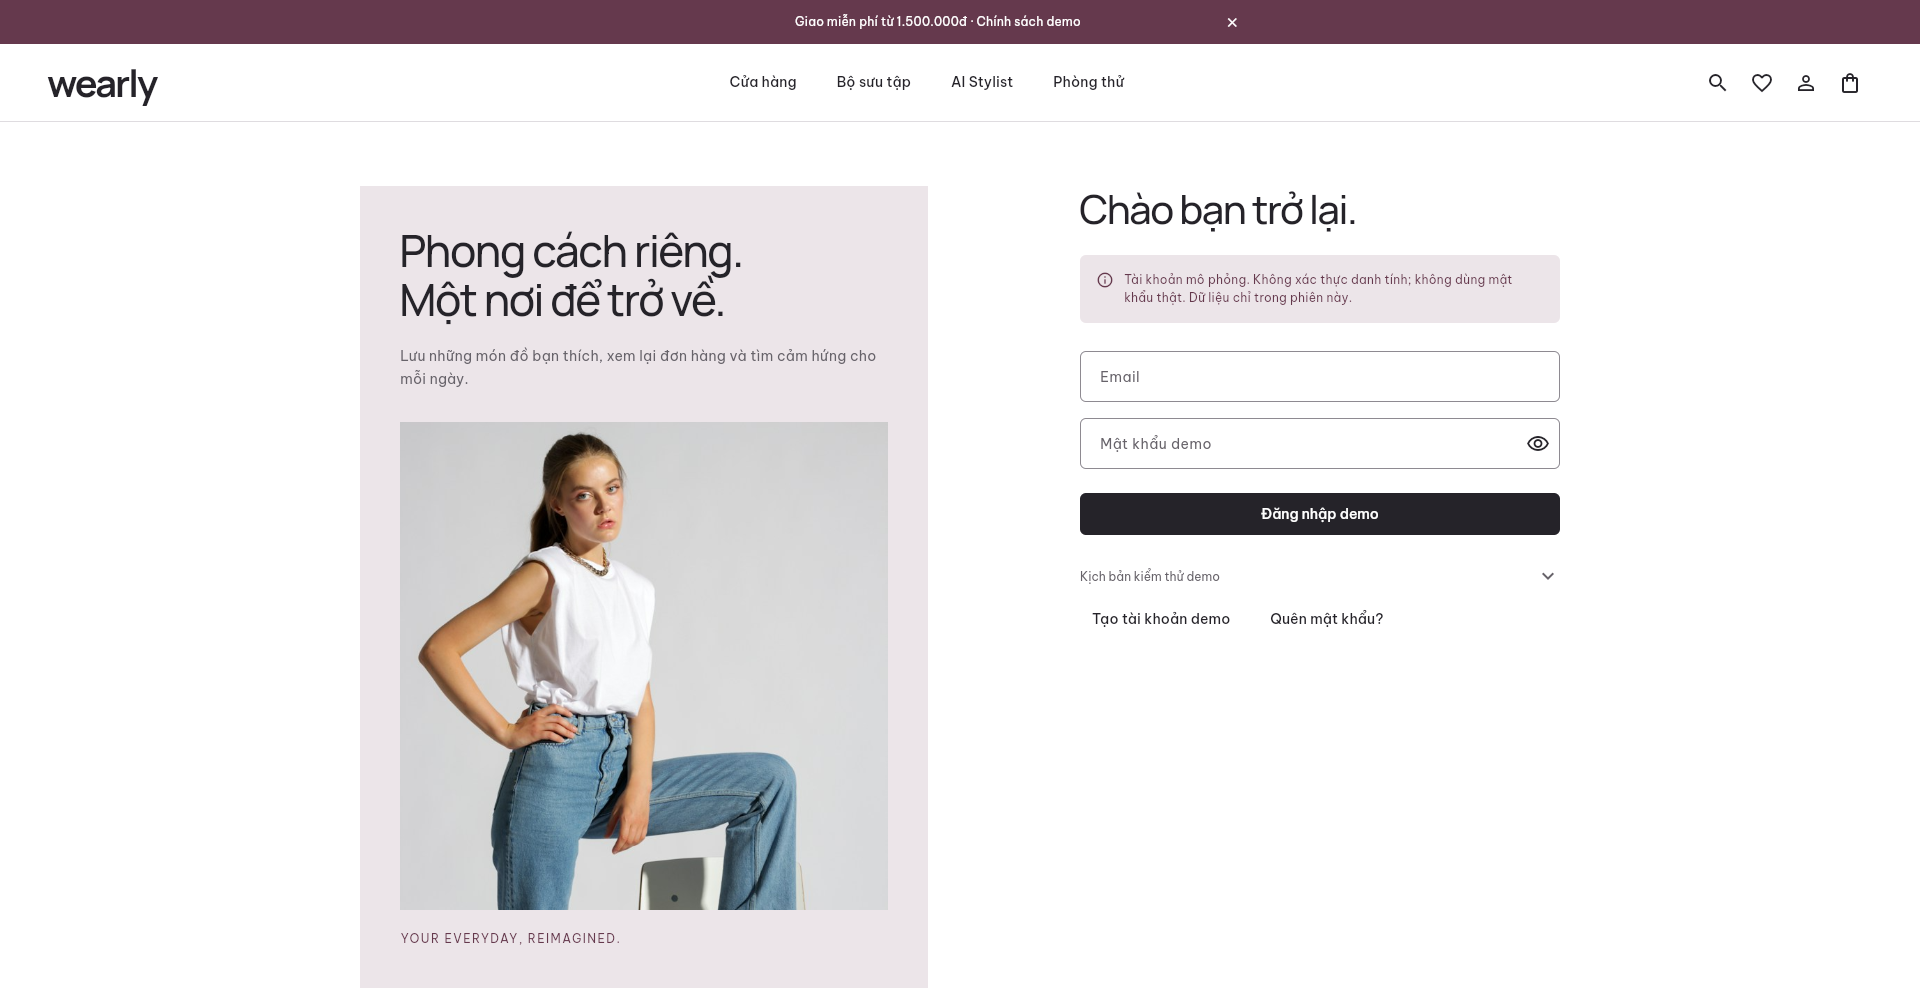 Giao miễn phí từ 1.500.000đ · Chính sách demo
wearly
Cửa hàng
Bộ sưu tập
AI Stylist
Phòng thử
Phong cách riêng.
Một nơi để trở về.
Lưu những món đồ bạn thích, xem lại đơn hàng và tìm cảm hứng cho
mỗi ngày.
YOUR EVERYDAY, REIMAGINED.
Chào bạn trở lại.
Tài khoản mô phỏng. Không xác thực danh tính; không dùng mật
khẩu thật. Dữ liệu chỉ trong phiên này.
Email
Mật khẩu demo
Đăng nhập demo
Kịch bản kiểm thử demo
Tạo tài khoản demo
Quên mật khẩu?